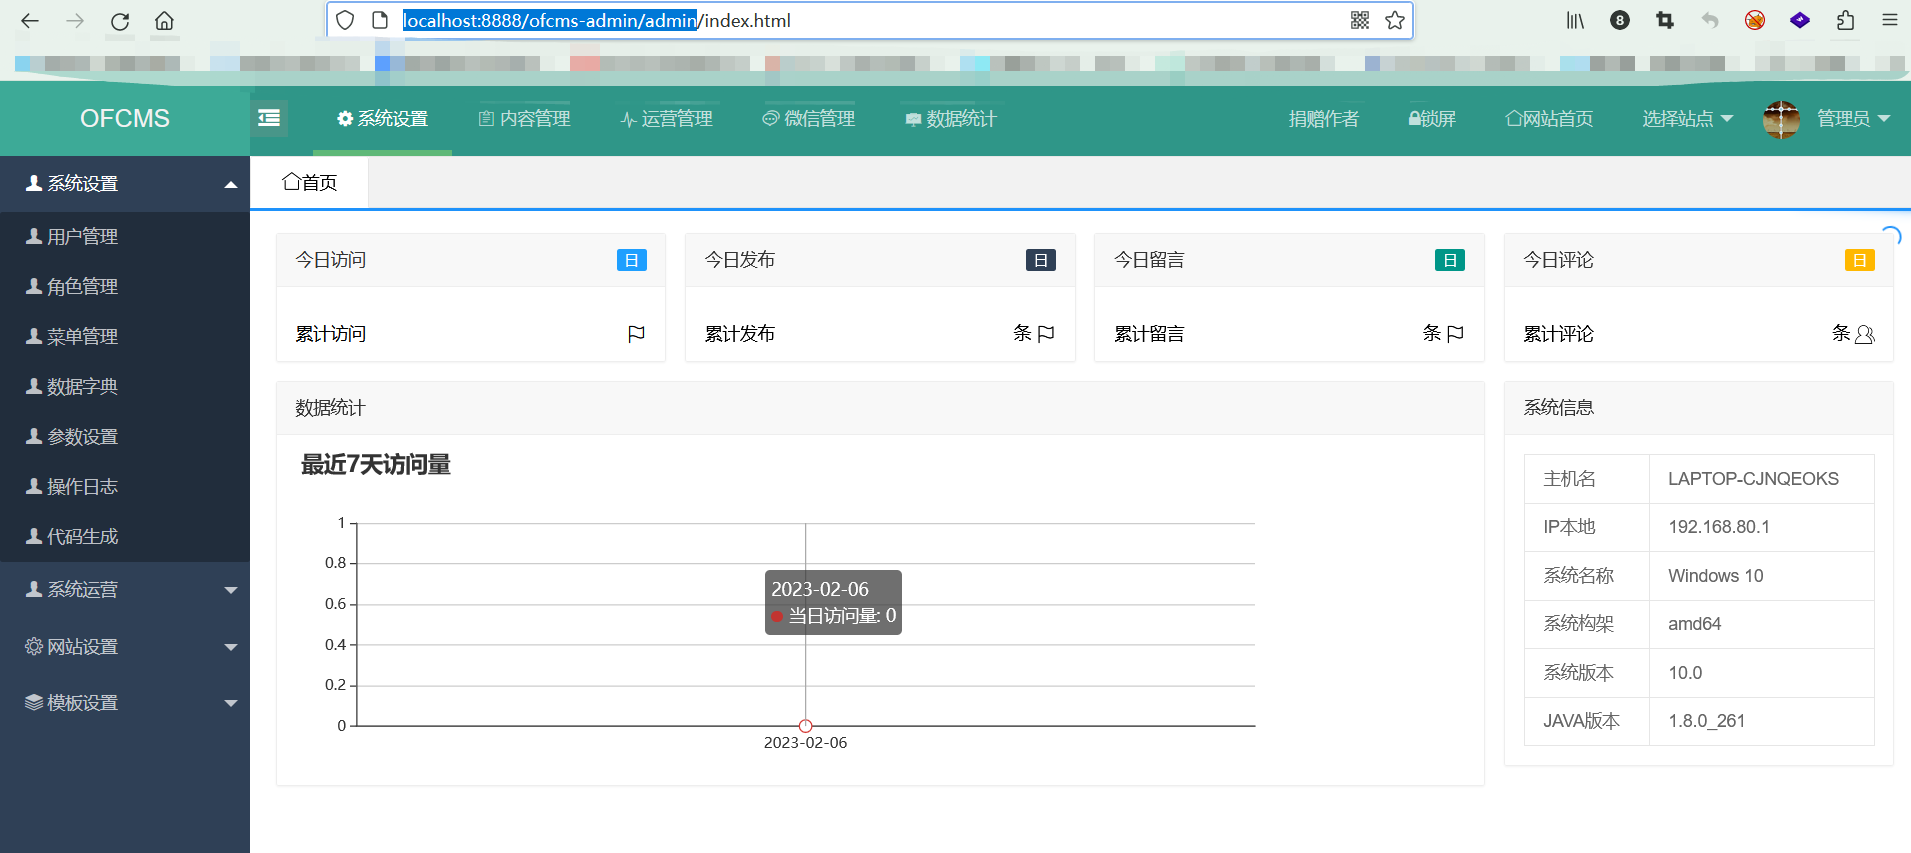 localhost:8888/ofcms-admin/admin/index.html
8
OFCMS
系统设置
内容管理
运营管理
微信管理
数据统计
捐赠作者
锁屏
网站首页
选择站点
管理员
系统设置
用户管理
角色管理
菜单管理
数据字典
参数设置
操作日志
代码生成
系统运营
网站设置
模板设置
首页
今日访问 日
累计访问
今日发布 日
累计发布 条
今日留言 日
累计留言 条
今日评论 日
累计评论 条
数据统计
最近7天访问量
1
0.8
0.6
0.4
0.2
0
2023-02-06
当日访问量: 0
2023-02-06
系统信息
主机名 LAPTOP-CJNQEOKS
IP本地 192.168.80.1
系统名称 Windows 10
系统构架 amd64
系统版本 10.0
JAVA版本 1.8.0_261